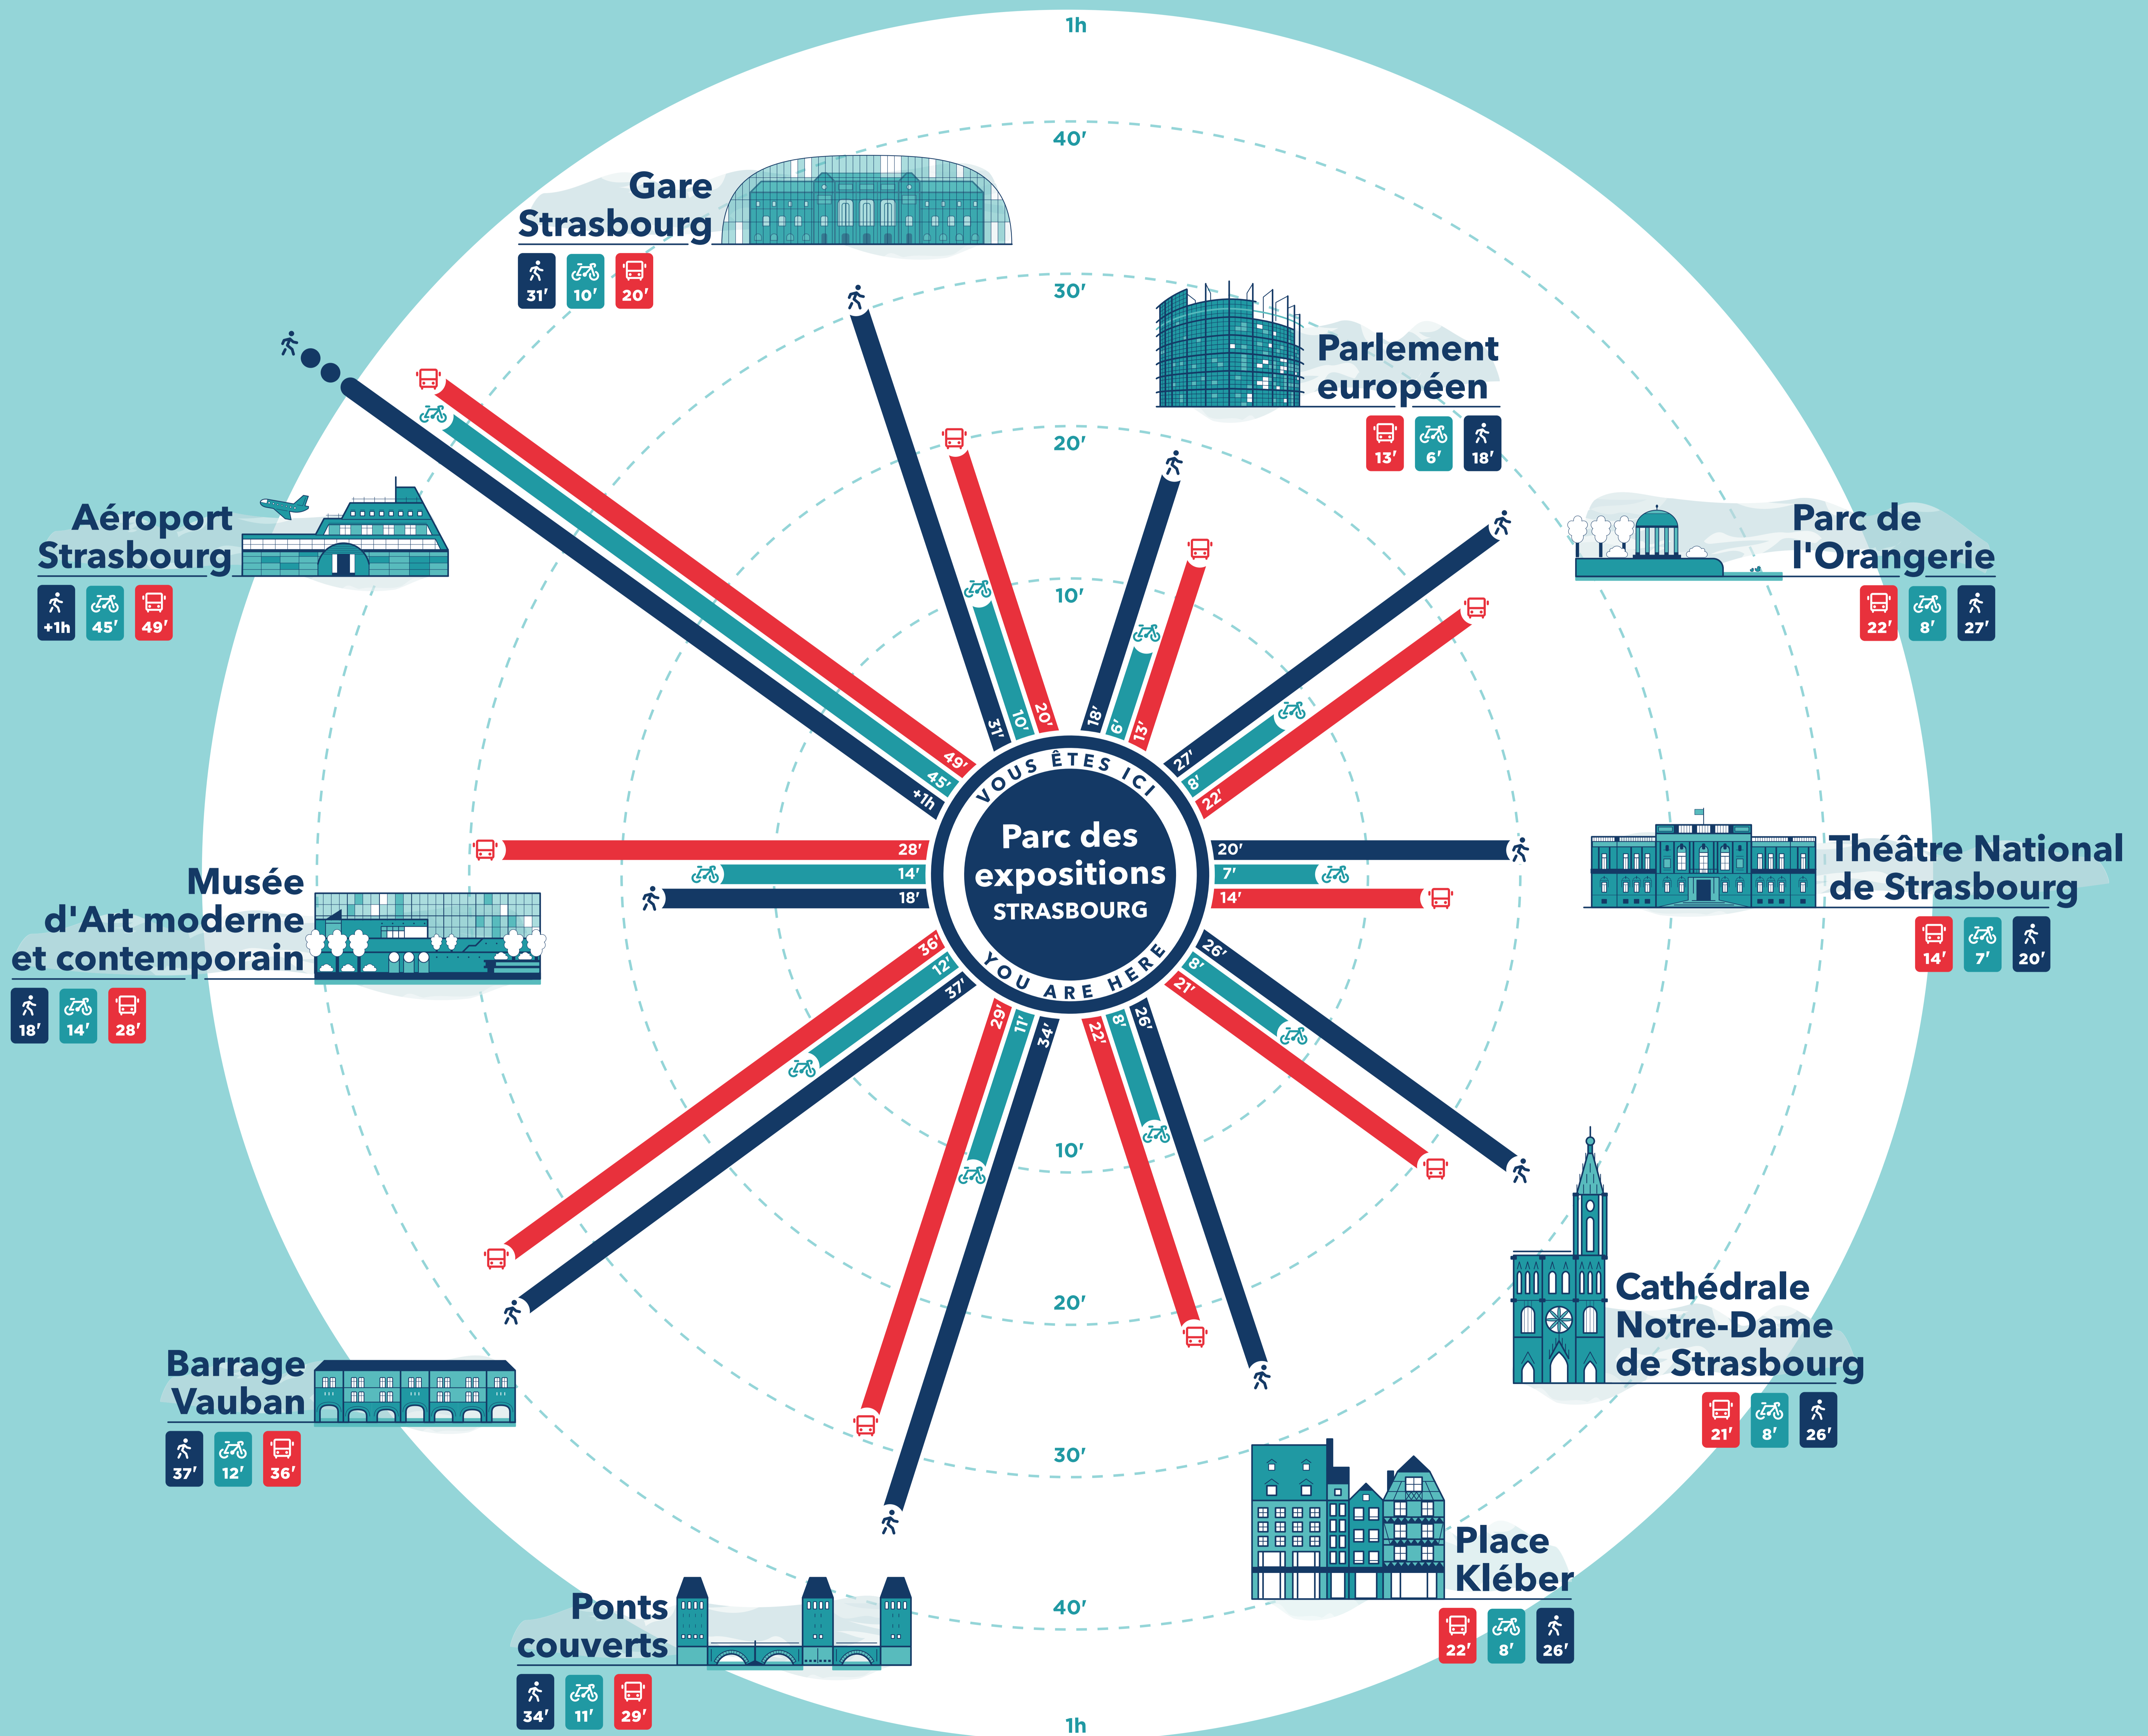 1h
40'
30'
20'
10'
Gare
Strasbourg
31' 10' 20'
Parlement
européen
13' 6' 18'
Aéroport
Strasbourg
+1h 45' 49'
Parc de
l'Orangerie
22' 8' 27'
31' 10' 20'
18' 6' 13'
49'
45'
+1h
27'
8'
22'
VOUS ÊTES ICI
Parc des
expositions
STRASBOURG
YOU ARE HERE
28'
14'
18'
20'
7'
14'
Théâtre National
de Strasbourg
14' 7' 20'
Musée
d'Art moderne
et contemporain
18' 14' 28'
36'
12'
37'
26'
8'
21'
29' 11' 34'
22' 8' 26'
10'
20'
30'
40'
1h
Cathédrale
Notre-Dame
de Strasbourg
21' 8' 26'
Barrage
Vauban
37' 12' 36'
Place
Kléber
22' 8' 26'
Ponts
couverts
34' 11' 29'